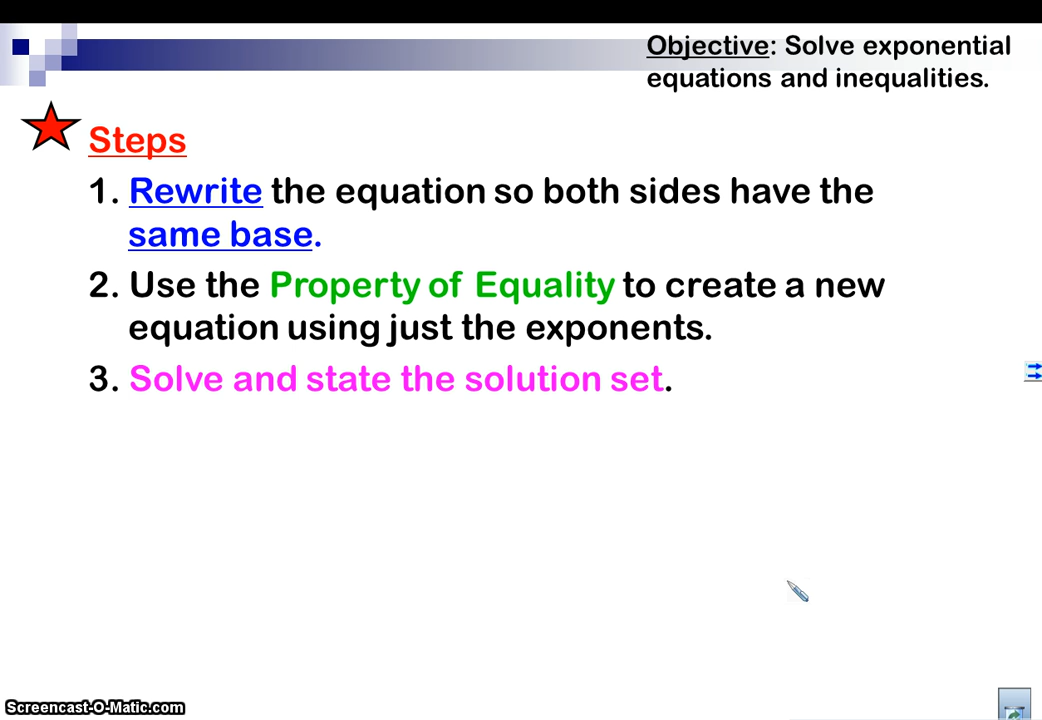 Objective: Solve exponential
equations and inequalities.
Steps
1. Rewrite the equation so both sides have the
same base.
2. Use the Property of Equality to create a new
equation using just the exponents.
3. Solve and state the solution set.
Screencast-O-Matic.com